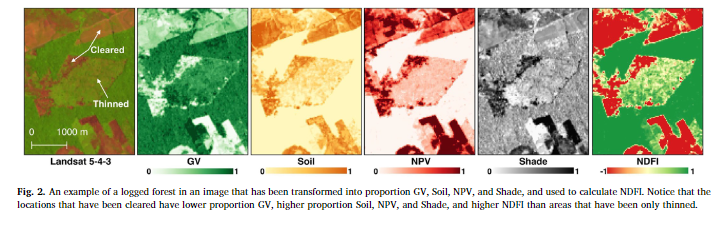 Cleared
Thinned
0 1000 m
Landsat 5-4-3 GV Soil NPV Shade NDFI
0 1 0 1 0 1 0 1 -1 1
Fig. 2. An example of a logged forest in an image that has been transformed into proportion GV, Soil, NPV, and Shade, and used to calculate NDFI. Notice that the
locations that have been cleared have lower proportion GV, higher proportion Soil, NPV, and Shade, and higher NDFI than areas that have been only thinned.